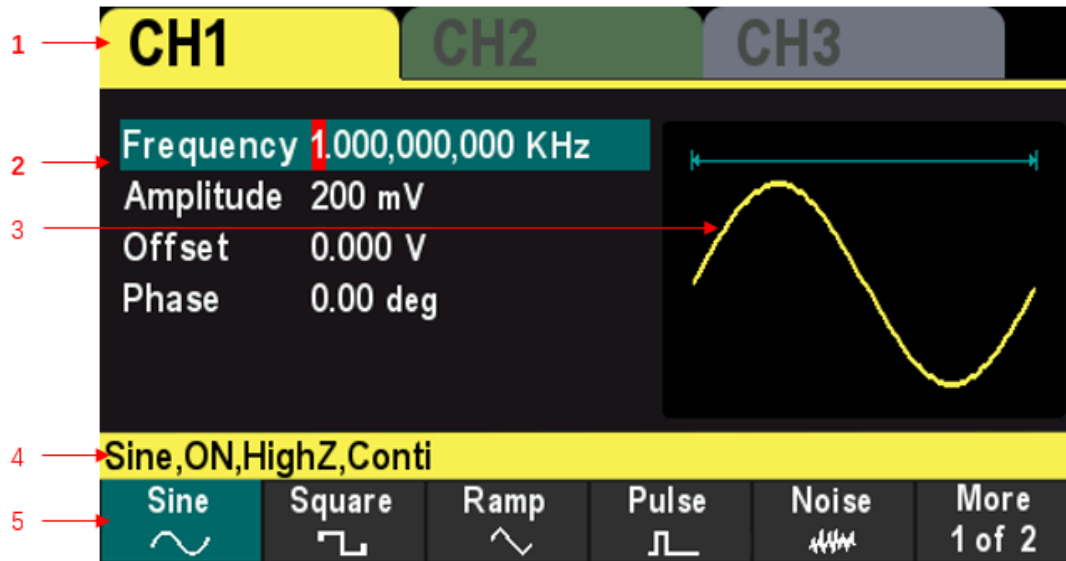 1
CH1 CH2 CH3
2
Frequency 1.000,000,000 KHz
Amplitude 200 mV
3
Offset 0.000 V
Phase 0.00 deg
4
Sine,ON,HighZ,Conti
5
Sine Square Ramp Pulse Noise More
1 of 2